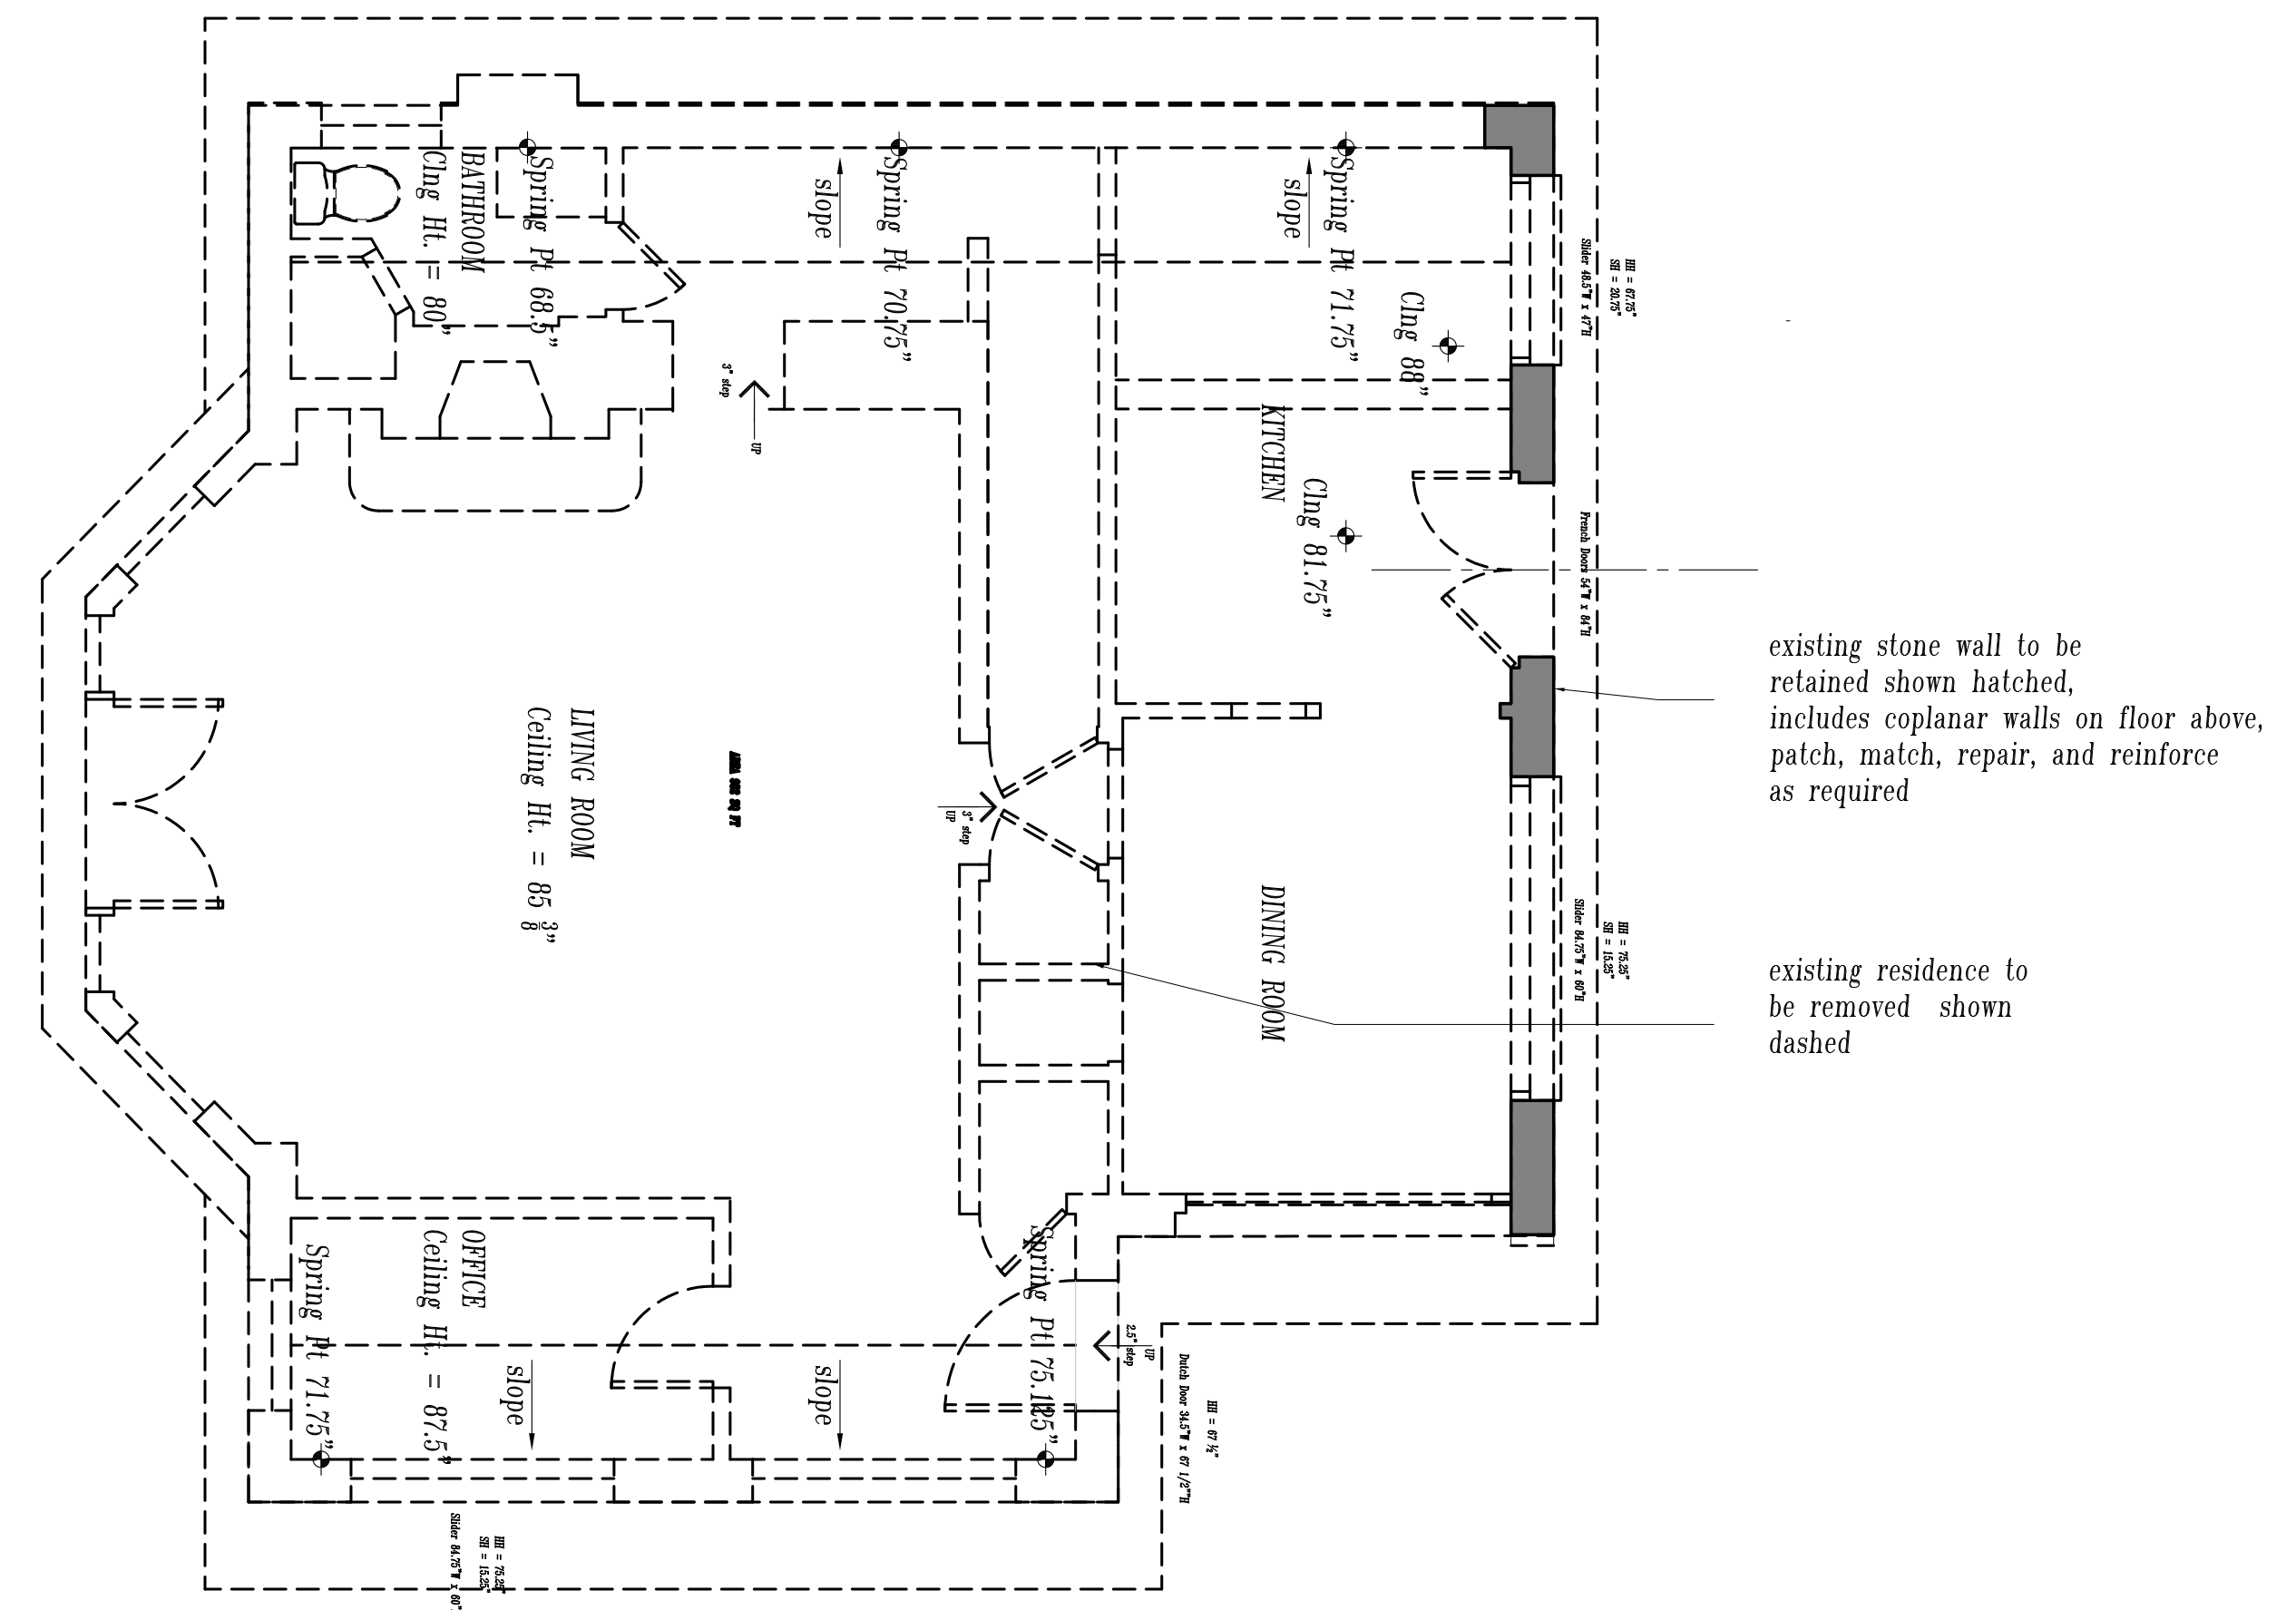 BATHROOM
Clng Ht. = 80"
Spring Pt 68.5"
slope
Spring Pt 70.75"
slope
Spring Pt 71.75"
Clng 88"
HH = 67.75"
SH = 20.75"
Slider 48.5"W x 47"H
3" step
UP
KITCHEN
Clng 81.75"
French Doors 54"W x 84"H
existing stone wall to be
retained shown hatched,
includes coplanar walls on floor above,
patch, match, repair, and reinforce
as required
LIVING ROOM
Ceiling Ht. = 85 3/8"
SQ FT
3" step
UP
DINING ROOM
HH = 75.25"
SH = 15.25"
Slider 84.75"W x 60"H
existing residence to
be removed shown
dashed
OFFICE
Ceiling Ht. = 87.5"
Spring Pt 71.75"
slope
slope
Spring Pt 75.125"
UP
2.5" step
HH = 67 ½"
Dutch Door 34.5"W x 67 1/2""H
HH = 75.25"
SH = 15.25"
Slider 84.75"W x 60"